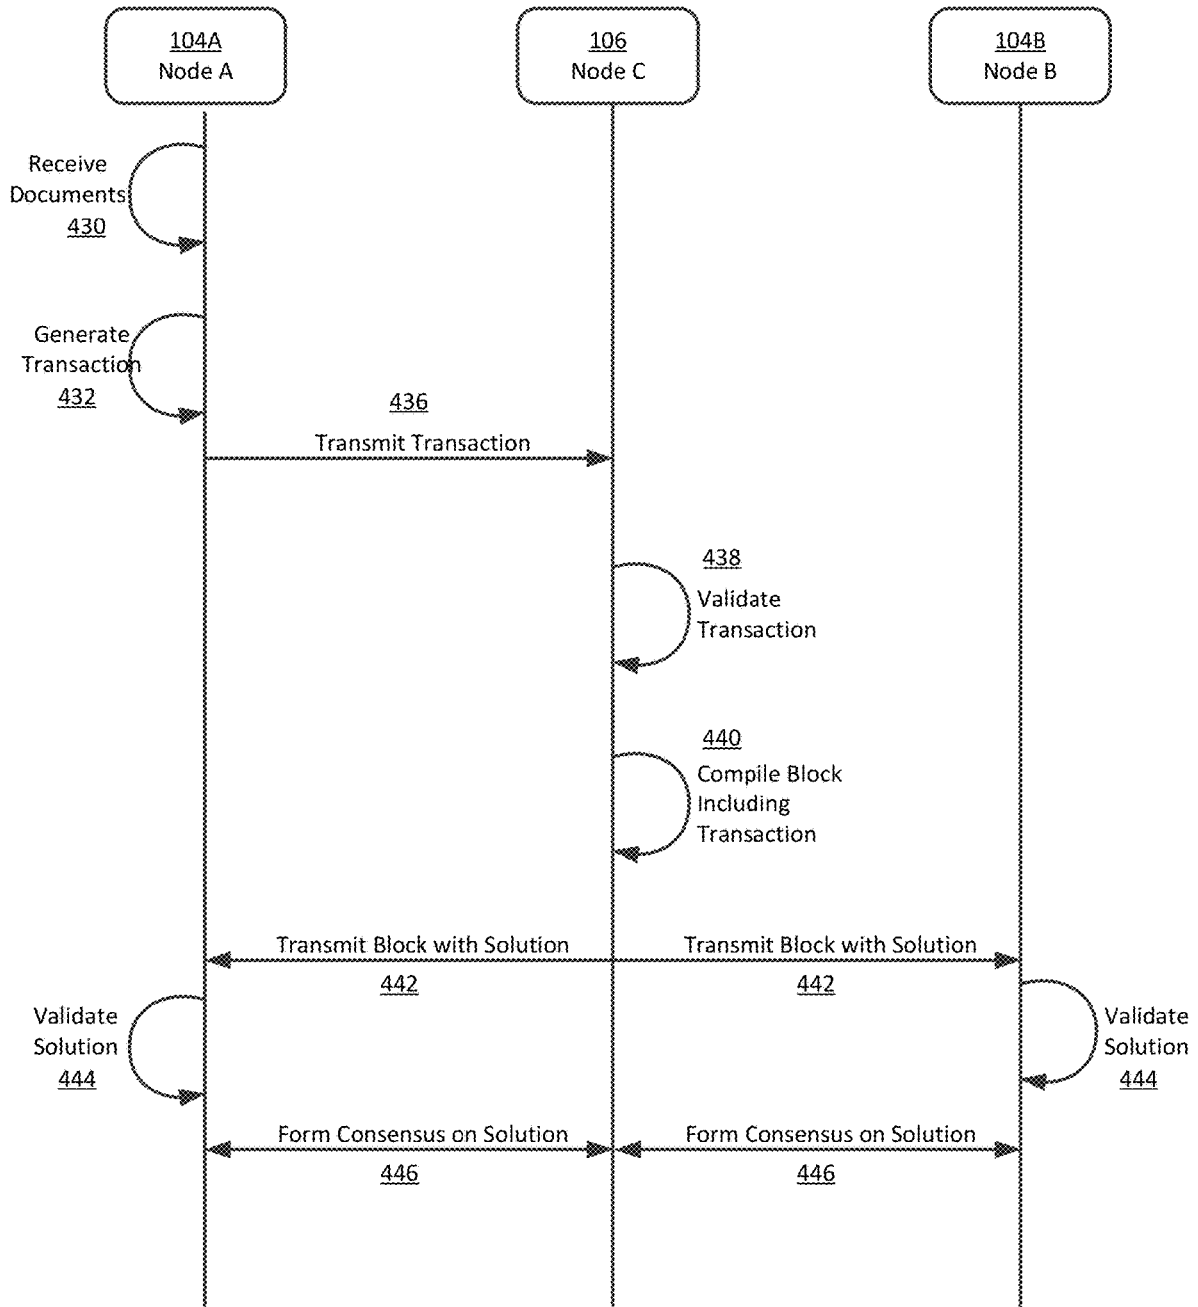 104A
Node A
106
Node C
104B
Node B
Receive
Documents
430
Generate
Transaction
432
436
Transmit Transaction
438
Validate
Transaction
440
Compile Block
Including
Transaction
Transmit Block with Solution
442
Transmit Block with Solution
442
Validate
Solution
444
Validate
Solution
444
Form Consensus on Solution
446
Form Consensus on Solution
446